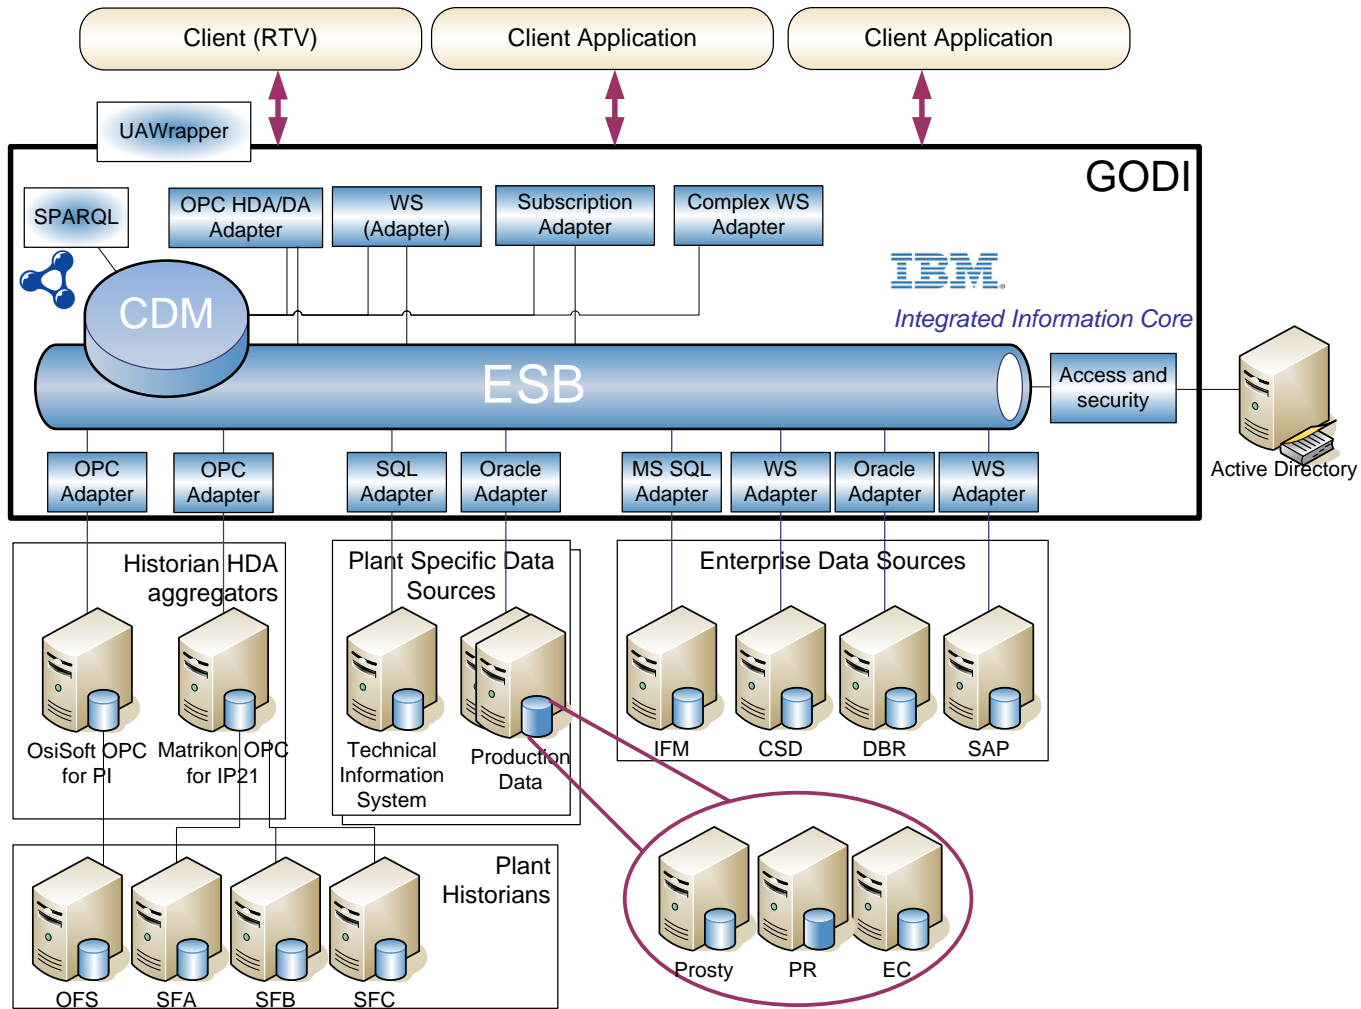 Client (RTV)
Client Application
Client Application
UAWrapper
GODI
SPARQL
OPC HDA/DA
Adapter
WS
(Adapter)
Subscription
Adapter
Complex WS
Adapter
IBM
Integrated Information Core
CDM
ESB
Access and
security
Active Directory
OPC
Adapter
OPC
Adapter
SQL
Adapter
Oracle
Adapter
MS SQL
Adapter
WS
Adapter
Oracle
Adapter
WS
Adapter
Historian HDA
aggregators
OsiSoft OPC
for PI
Matrikon OPC
for IP21
Plant Specific Data
Sources
Technical
Information
System
Production
Data
Enterprise Data Sources
IFM
CSD
DBR
SAP
Plant
Historians
OFS
SFA
SFB
SFC
Prosty
PR
EC